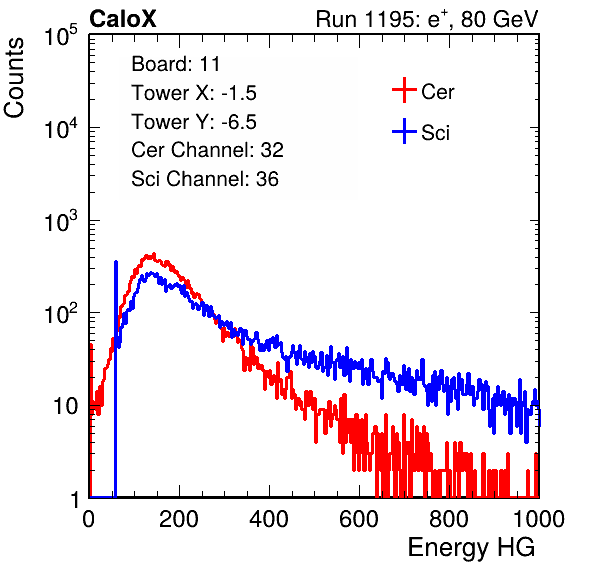 CaloX Run 1195: e⁺, 80 GeV
Counts
10⁵
10⁴
10³
10²
10
1
Board: 11
Tower X: -1.5
Tower Y: -6.5
Cer Channel: 32
Sci Channel: 36
Cer
Sci
0 200 400 600 800 1000
Energy HG